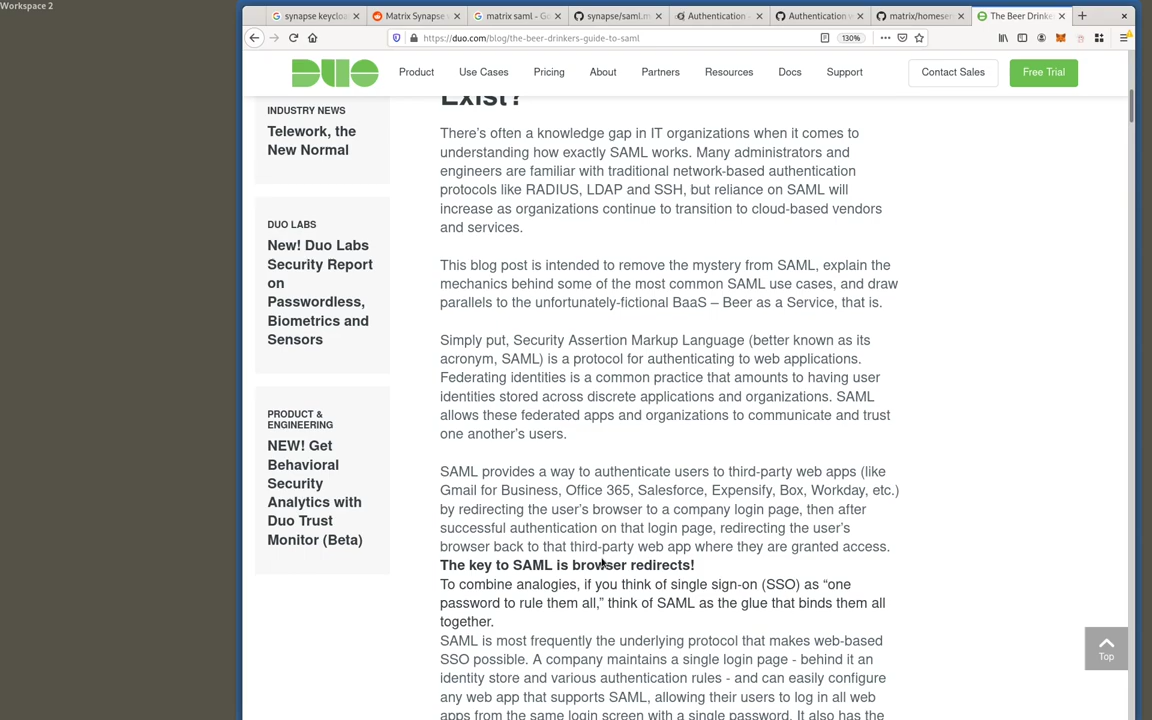 Workspace 2
synapse keycloa
Matrix Synapse
matrix saml - Go
synapse/saml.m
Authentication
Authentication
matrix/homeser
The Beer Drinke
https://duo.com/blog/the-beer-drinkers-guide-to-saml
130%
DUO
Product
Use Cases
Pricing
About
Partners
Resources
Docs
Support
Contact Sales
Free Trial
INDUSTRY NEWS
Telework, the
New Normal
DUO LABS
New! Duo Labs
Security Report
on
Passwordless,
Biometrics and
Sensors
PRODUCT &
ENGINEERING
NEW! Get
Behavioral
Security
Analytics with
Duo Trust
Monitor (Beta)
Exist?
There’s often a knowledge gap in IT organizations when it comes to
understanding how exactly SAML works. Many administrators and
engineers are familiar with traditional network-based authentication
protocols like RADIUS, LDAP and SSH, but reliance on SAML will
increase as organizations continue to transition to cloud-based vendors
and services.
This blog post is intended to remove the mystery from SAML, explain the
mechanics behind some of the most common SAML use cases, and draw
parallels to the unfortunately-fictional BaaS – Beer as a Service, that is.
Simply put, Security Assertion Markup Language (better known as its
acronym, SAML) is a protocol for authenticating to web applications.
Federating identities is a common practice that amounts to having user
identities stored across discrete applications and organizations. SAML
allows these federated apps and organizations to communicate and trust
one another’s users.
SAML provides a way to authenticate users to third-party web apps (like
Gmail for Business, Office 365, Salesforce, Expensify, Box, Workday, etc.)
by redirecting the user’s browser to a company login page, then after
successful authentication on that login page, redirecting the user’s
browser back to that third-party web app where they are granted access.
The key to SAML is browser redirects!
To combine analogies, if you think of single sign-on (SSO) as “one
password to rule them all,” think of SAML as the glue that binds them all
together.
SAML is most frequently the underlying protocol that makes web-based
SSO possible. A company maintains a single login page - behind it an
identity store and various authentication rules - and can easily configure
any web app that supports SAML, allowing their users to log in all web
apps from the same login screen with a single password. It also has the
Top